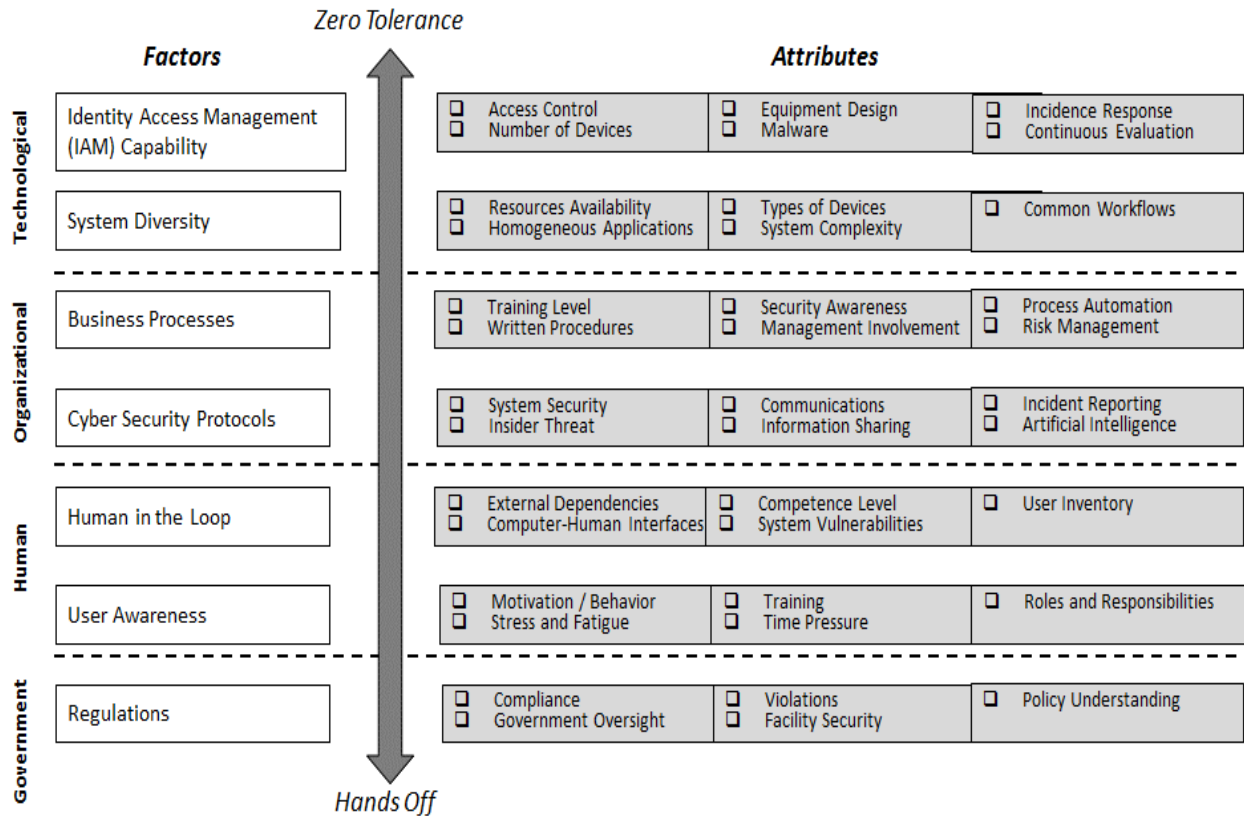 Zero Tolerance
Factors
Attributes
Technological
Identity Access Management
(IAM) Capability
❑ Access Control
❑ Number of Devices
❑ Equipment Design
❑ Malware
❑ Incidence Response
❑ Continuous Evaluation
System Diversity
❑ Resources Availability
❑ Homogeneous Applications
❑ Types of Devices
❑ System Complexity
❑ Common Workflows
Organizational
Business Processes
❑ Training Level
❑ Written Procedures
❑ Security Awareness
❑ Management Involvement
❑ Process Automation
❑ Risk Management
Cyber Security Protocols
❑ System Security
❑ Insider Threat
❑ Communications
❑ Information Sharing
❑ Incident Reporting
❑ Artificial Intelligence
Human
Human in the Loop
❑ External Dependencies
❑ Computer-Human Interfaces
❑ Competence Level
❑ System Vulnerabilities
❑ User Inventory
User Awareness
❑ Motivation / Behavior
❑ Stress and Fatigue
❑ Training
❑ Time Pressure
❑ Roles and Responsibilities
Government
Regulations
❑ Compliance
❑ Government Oversight
❑ Violations
❑ Facility Security
❑ Policy Understanding
Hands Off